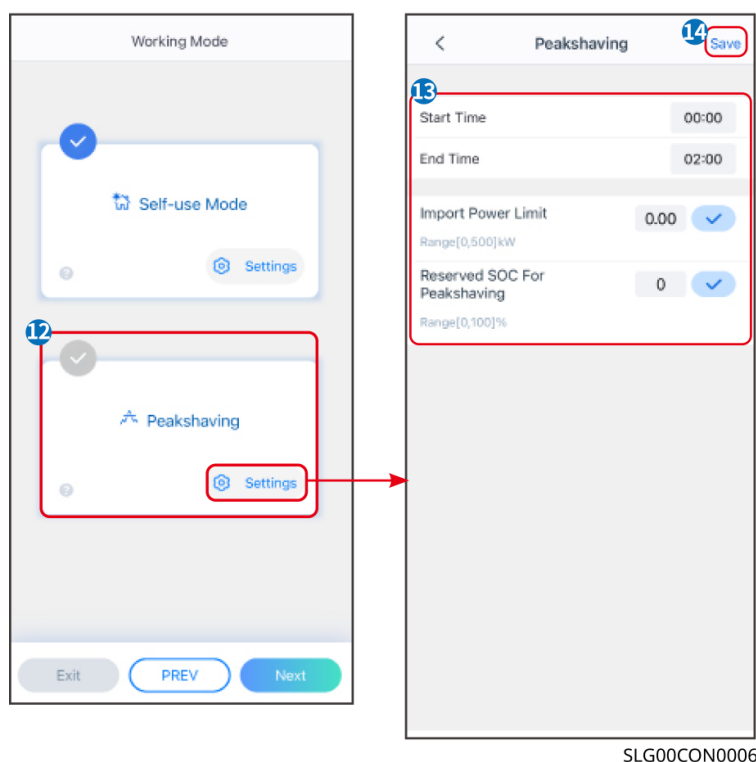 Working Mode
Self-use Mode
Settings
12
Peakshaving
Settings
Exit
PREV
Next
Peakshaving
14
Save
13
Start Time
00:00
End Time
02:00
Import Power Limit
0.00
Range[0,500]kW
Reserved SOC For
Peakshaving
0
Range[0,100]%
SLG00CON0006